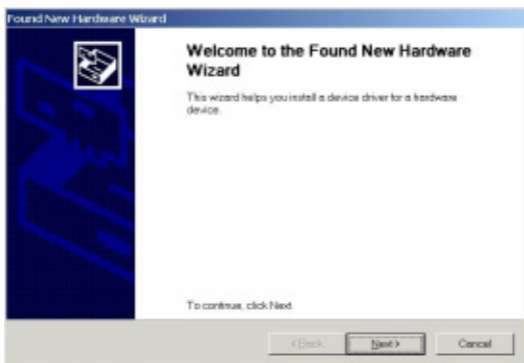 Found New Hardware Wizard
Welcome to the Found New Hardware
Wizard
This wizard helps you install a device driver for a hardware
device.
To continue, click Next.
< Back
Next >
Cancel